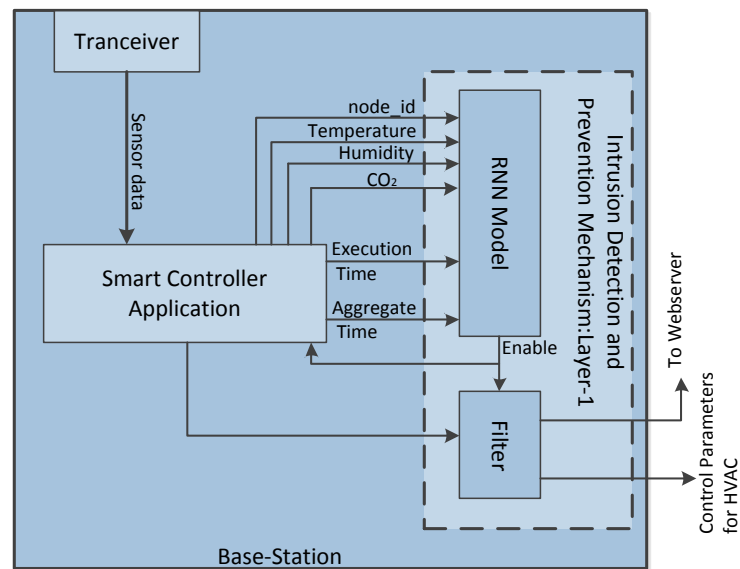 Tranceiver
Sensor data
node_id
Temperature
Humidity
CO₂
Execution
Time
Aggregate
Time
Smart Controller
Application
RNN Model
Enable
Filter
Intrusion Detection and
Prevention Mechanism:Layer-1
To Webserver
Control Parameters
for HVAC
Base-Station